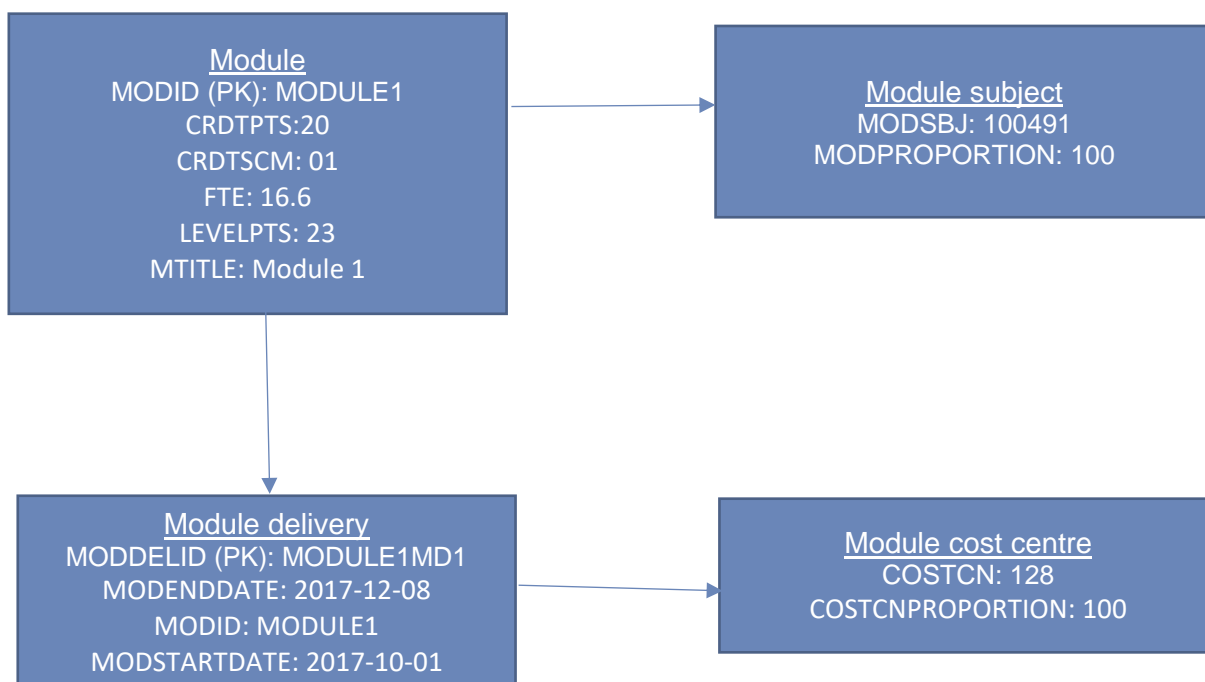 Module
MODID (PK): MODULE1
CRDTPTS:20
CRDTSCM: 01
FTE: 16.6
LEVELPTS: 23
MTITLE: Module 1
Module subject
MODSBJ: 100491
MODPROPORTION: 100
Module delivery
MODDELID (PK): MODULE1MD1
MODENDDATE: 2017-12-08
MODID: MODULE1
MODSTARTDATE: 2017-10-01
Module cost centre
COSTCN: 128
COSTCNPROPORTION: 100